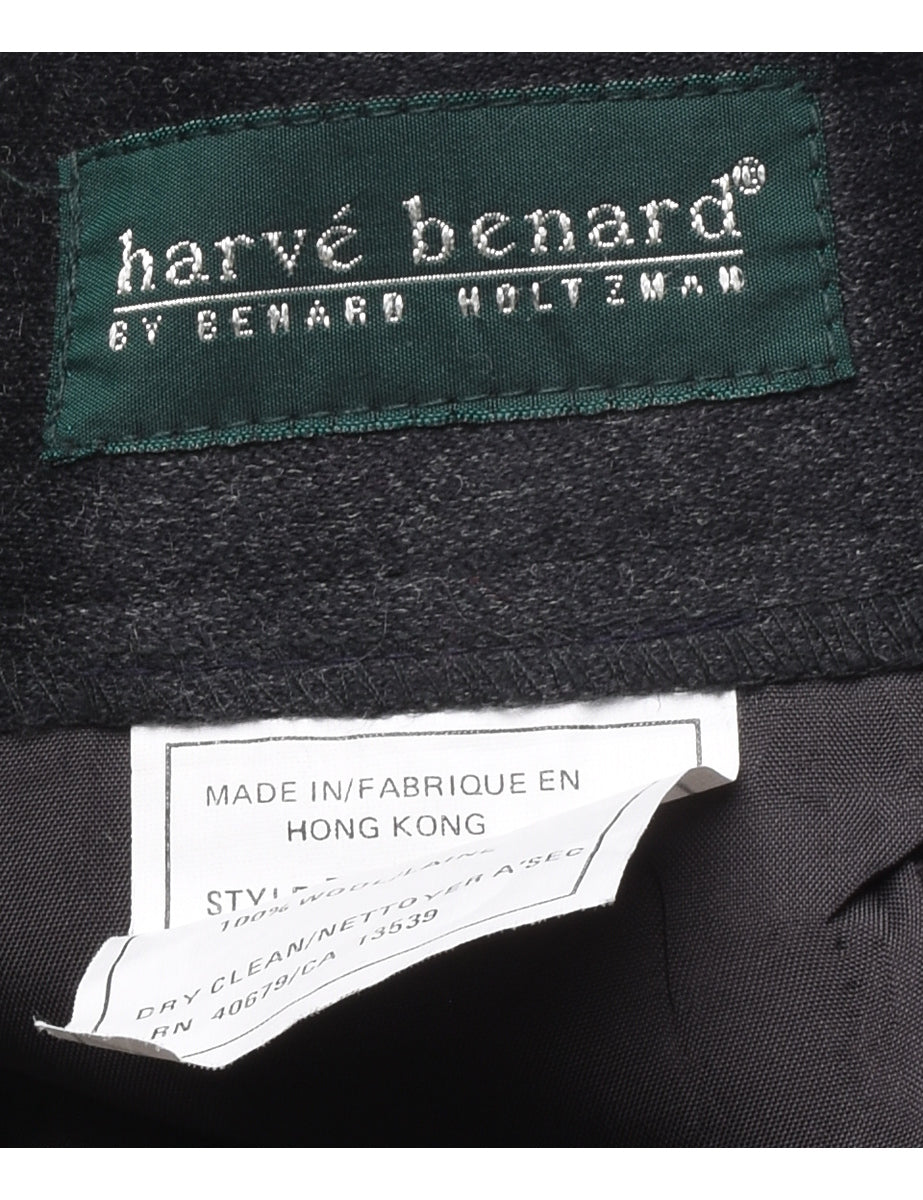 harvé benard®
BY BENARD HOLTZMAN
MADE IN/FABRIQUE EN
HONG KONG
100% WOOL/LAINE
DRY CLEAN/NETTOYER A'SEC
RN 40679/CA 13539